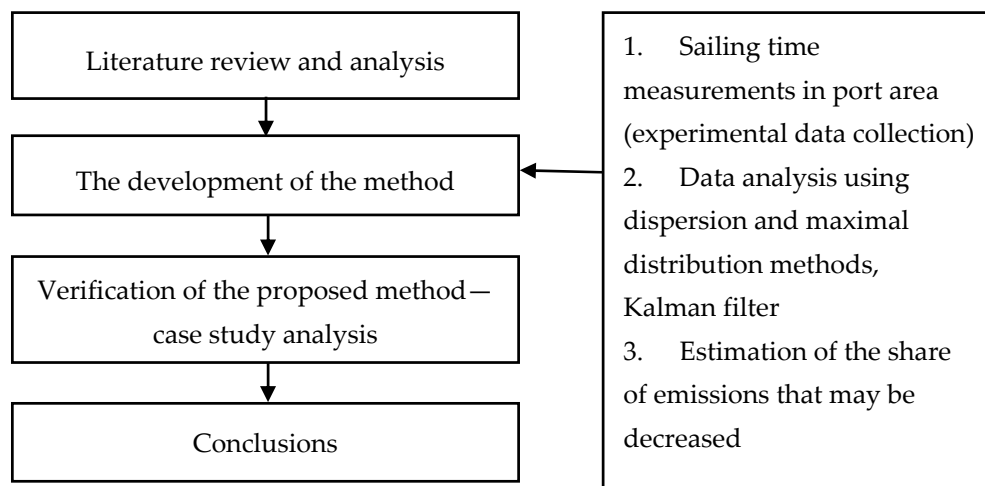 Literature review and analysis
The development of the method
Verification of the proposed method—
case study analysis
Conclusions
1. Sailing time
measurements in port area
(experimental data collection)
2. Data analysis using
dispersion and maximal
distribution methods,
Kalman filter
3. Estimation of the share
of emissions that may be
decreased